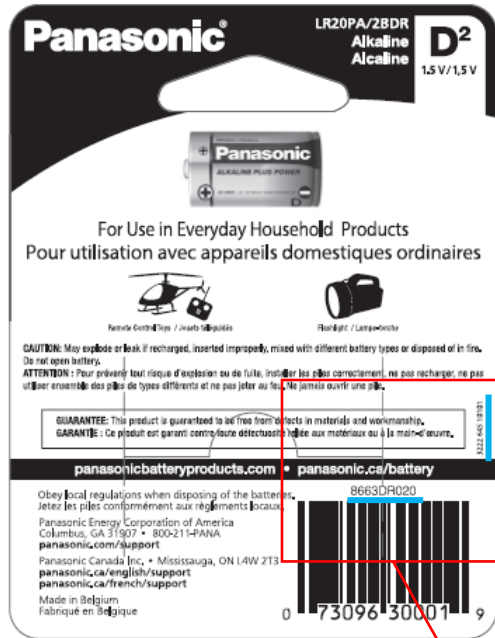 Panasonic®
LR20PA/2BDR
Alkaline
Alcaline
D²
1.5 V/1,5 V
Panasonic
ALKALINE PLUS POWER
D
For Use in Everyday Household Products
Pour utilisation avec appareils domestiques ordinaires
Remote Control Toys / Jouets téléguidés
Flashlight / Lampe-torche
CAUTION: May explode or leak if recharged, inserted improperly, mixed with different battery types or disposed of in fire.
Do not open battery.
ATTENTION : Pour prévenir tout risque d'explosion ou de fuite, installer les piles correctement, ne pas recharger, ne pas
utiliser ensemble des piles de types différents et ne pas jeter au feu. Ne jamais ouvrir une pile.
GUARANTEE: This product is guaranteed to be free from defects in materials and workmanship.
GARANTIE : Ce produit est garanti contre toute défectuosité reliée aux matériaux ou à la main-d'œuvre.
3222 645 10101
panasonicbatteryproducts.com • panasonic.ca/battery
Obey local regulations when disposing of the batteries.
Jetez les piles conformément aux règlements locaux.
Panasonic Energy Corporation of America
Columbus, GA 31907 • 800-211-PANA
panasonic.com/support
Panasonic Canada Inc. • Mississauga, ON L4W 2T3
panasonic.ca/english/support
panasonic.ca/french/support
Made in Belgium
Fabriqué en Belgique
8663DR020
0 73096 30001 9